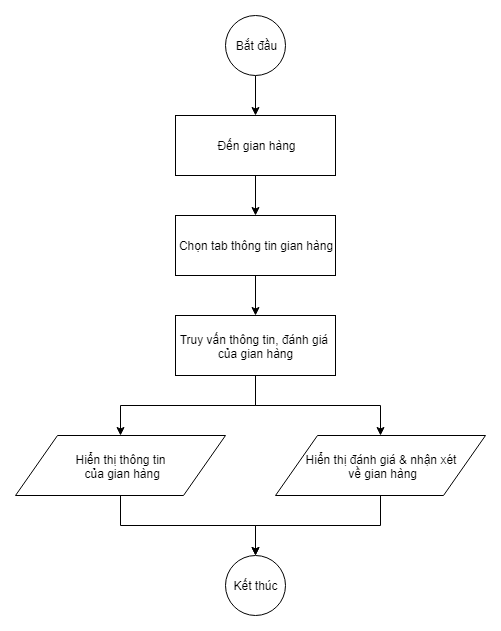 Bắt đầu
Đến gian hàng
Chọn tab thông tin gian hàng
Truy vấn thông tin, đánh giá
của gian hàng
Hiển thị thông tin
của gian hàng
Hiển thị đánh giá & nhận xét
về gian hàng
Kết thúc